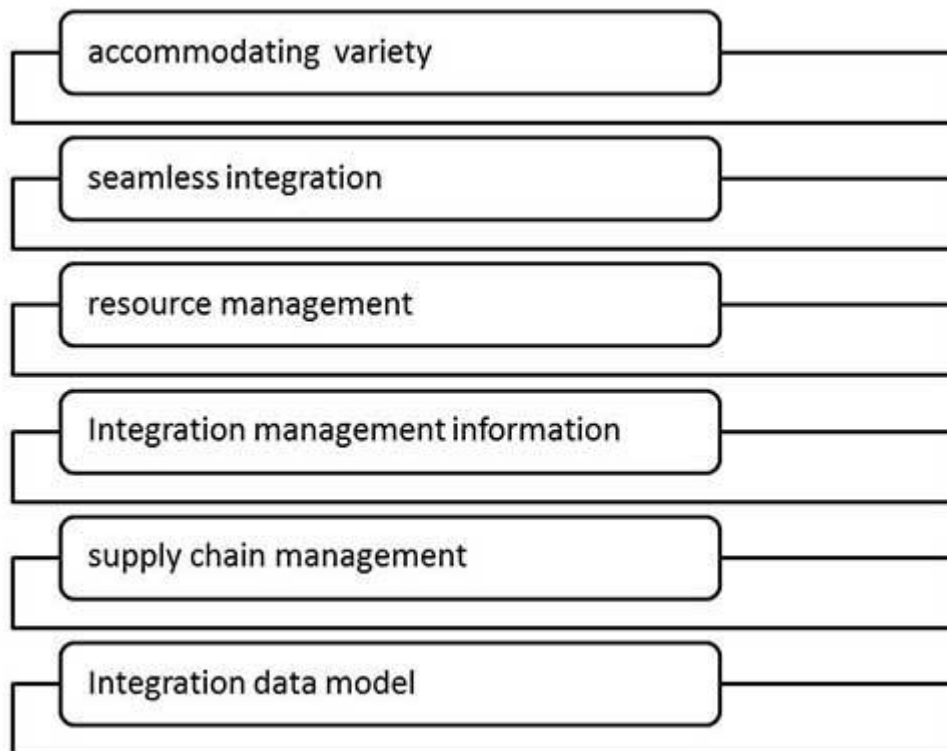 accommodating variety
seamless integration
resource management
Integration management information
supply chain management
Integration data model